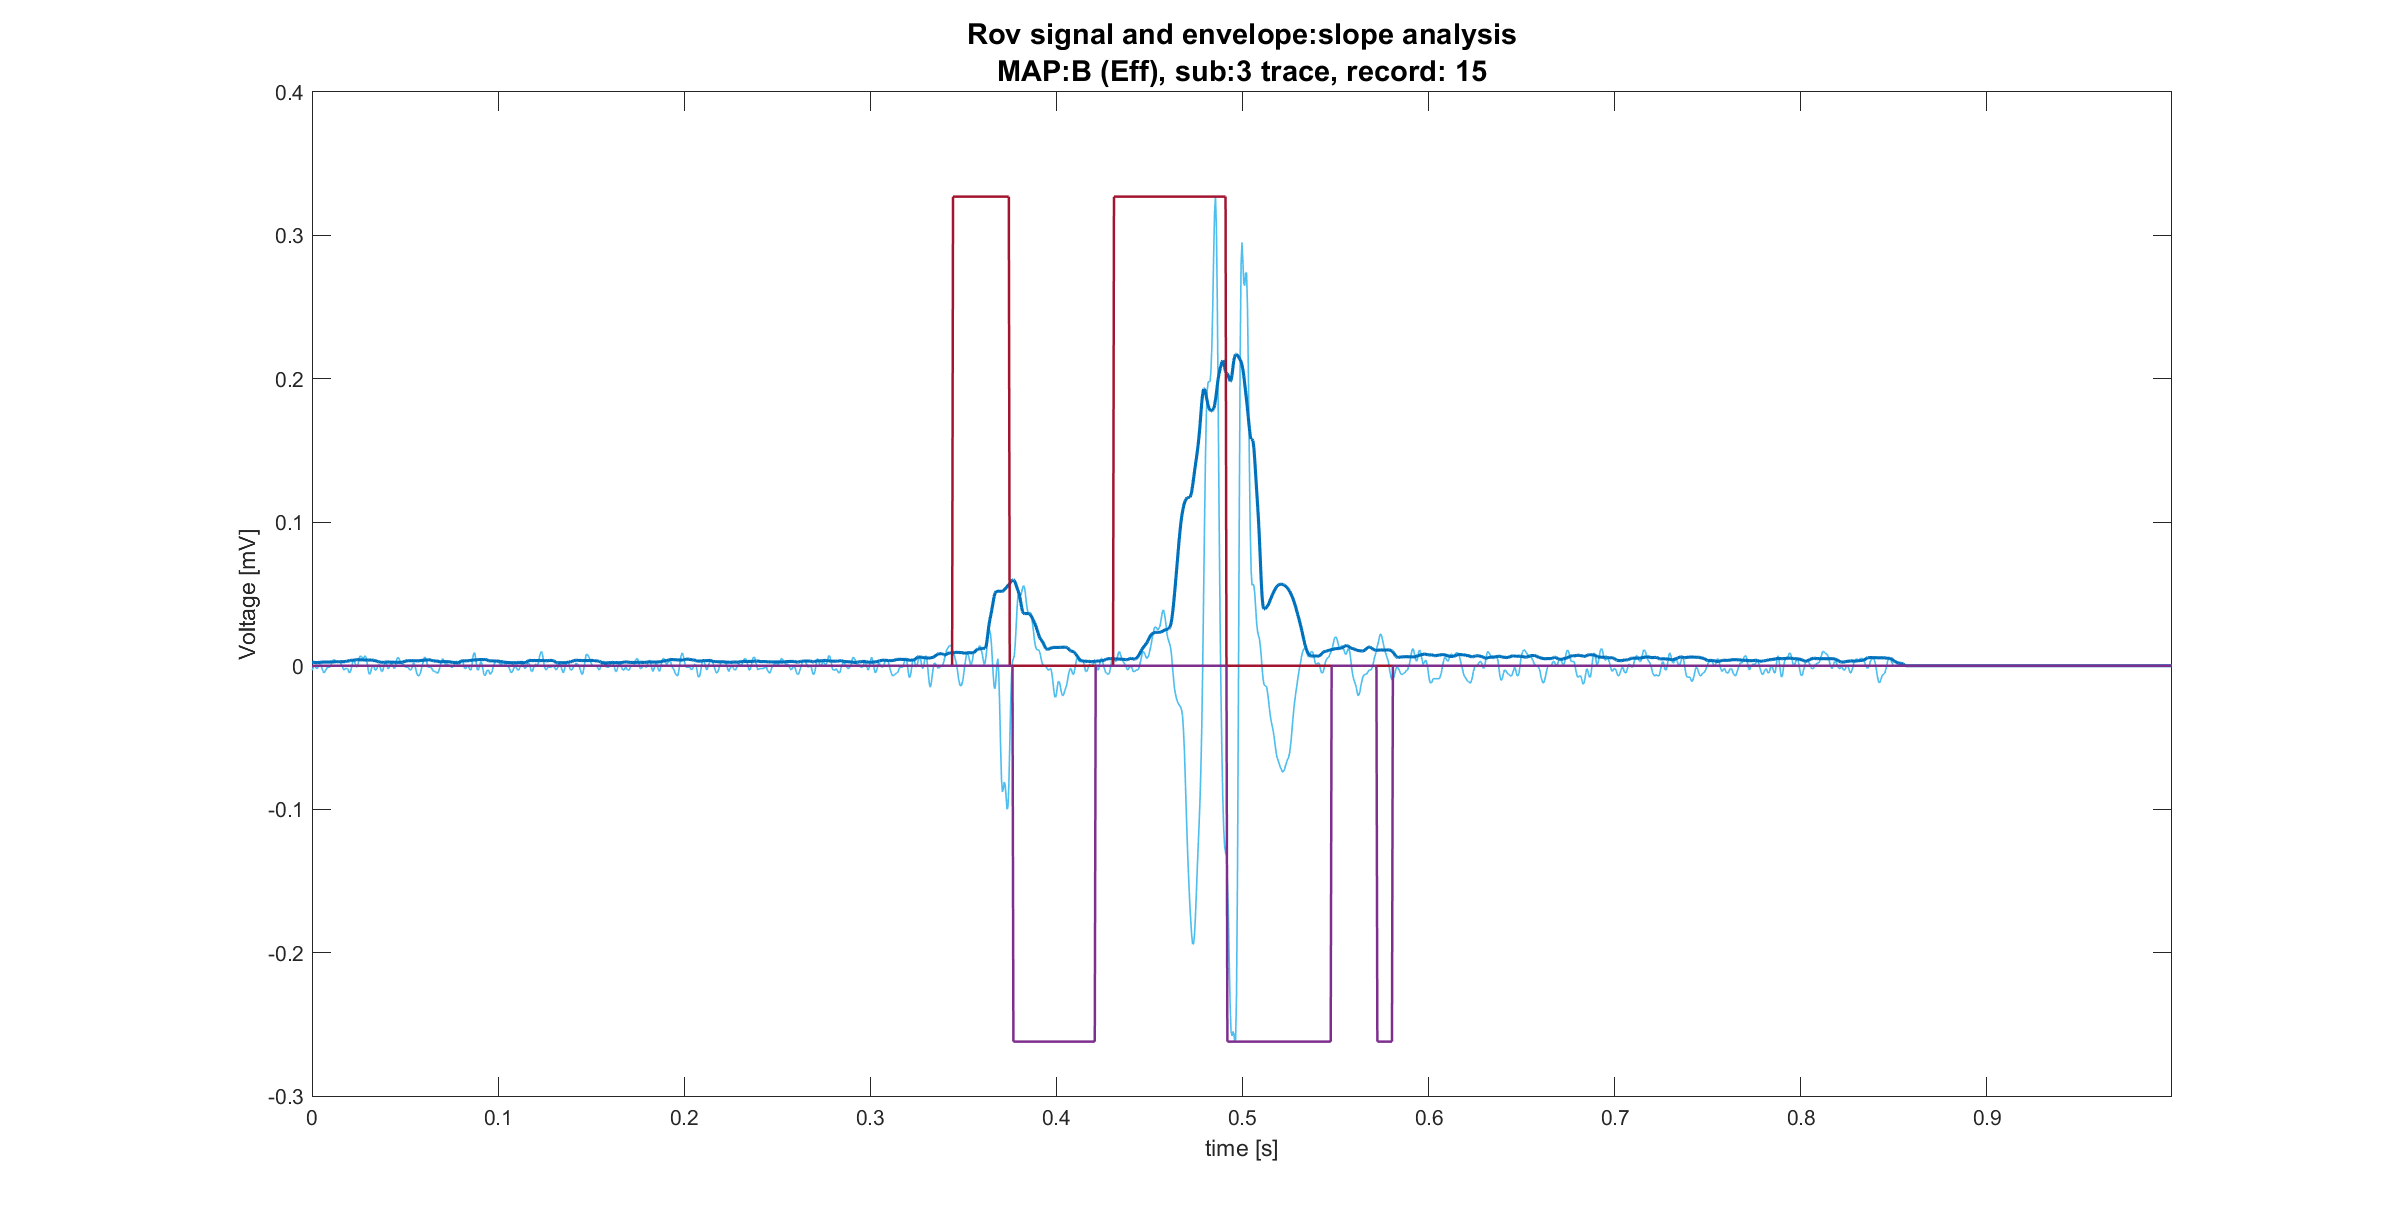 Rov signal and envelope:slope analysis
MAP:B (Eff), sub:3 trace, record: 15
0.4
0.3
0.2
0.1
0
-0.1
-0.2
-0.3
Voltage [mV]
0 0.1 0.2 0.3 0.4 0.5 0.6 0.7 0.8 0.9
time [s]